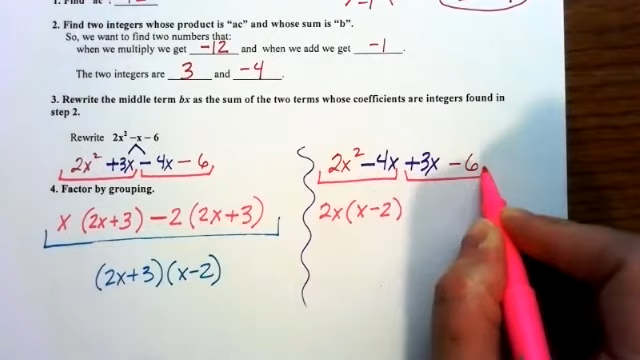 1. Find "ac"
2. Find two integers whose product is "ac" and whose sum is "b".
So, we want to find two numbers that:
when we multiply we get -12 and when we add we get -1.
The two integers are 3 and -4.
3. Rewrite the middle term bx as the sum of the two terms whose coefficients are integers found in
step 2.
Rewrite 2x² - x - 6
2x² + 3x - 4x - 6
4. Factor by grouping.
x (2x+3) - 2 (2x+3)
(2x+3)(x-2)
2x² - 4x + 3x - 6
2x(x-2)